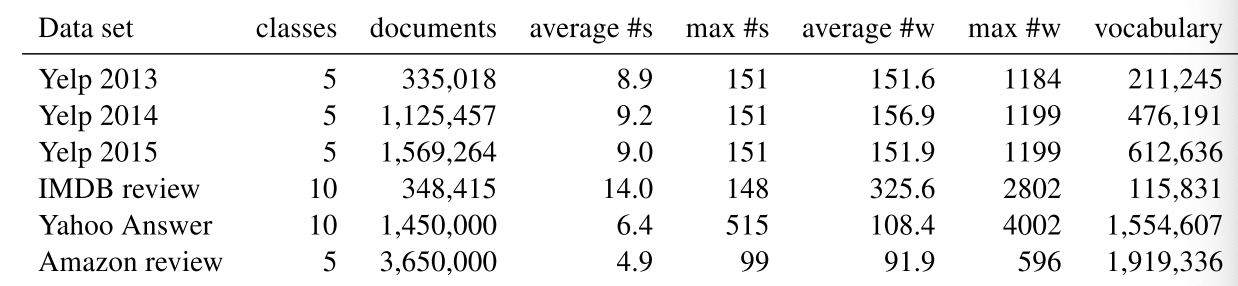 Data set classes documents average #s max #s average #w max #w vocabulary
Yelp 2013 5 335,018 8.9 151 151.6 1184 211,245
Yelp 2014 5 1,125,457 9.2 151 156.9 1199 476,191
Yelp 2015 5 1,569,264 9.0 151 151.9 1199 612,636
IMDB review 10 348,415 14.0 148 325.6 2802 115,831
Yahoo Answer 10 1,450,000 6.4 515 108.4 4002 1,554,607
Amazon review 5 3,650,000 4.9 99 91.9 596 1,919,336